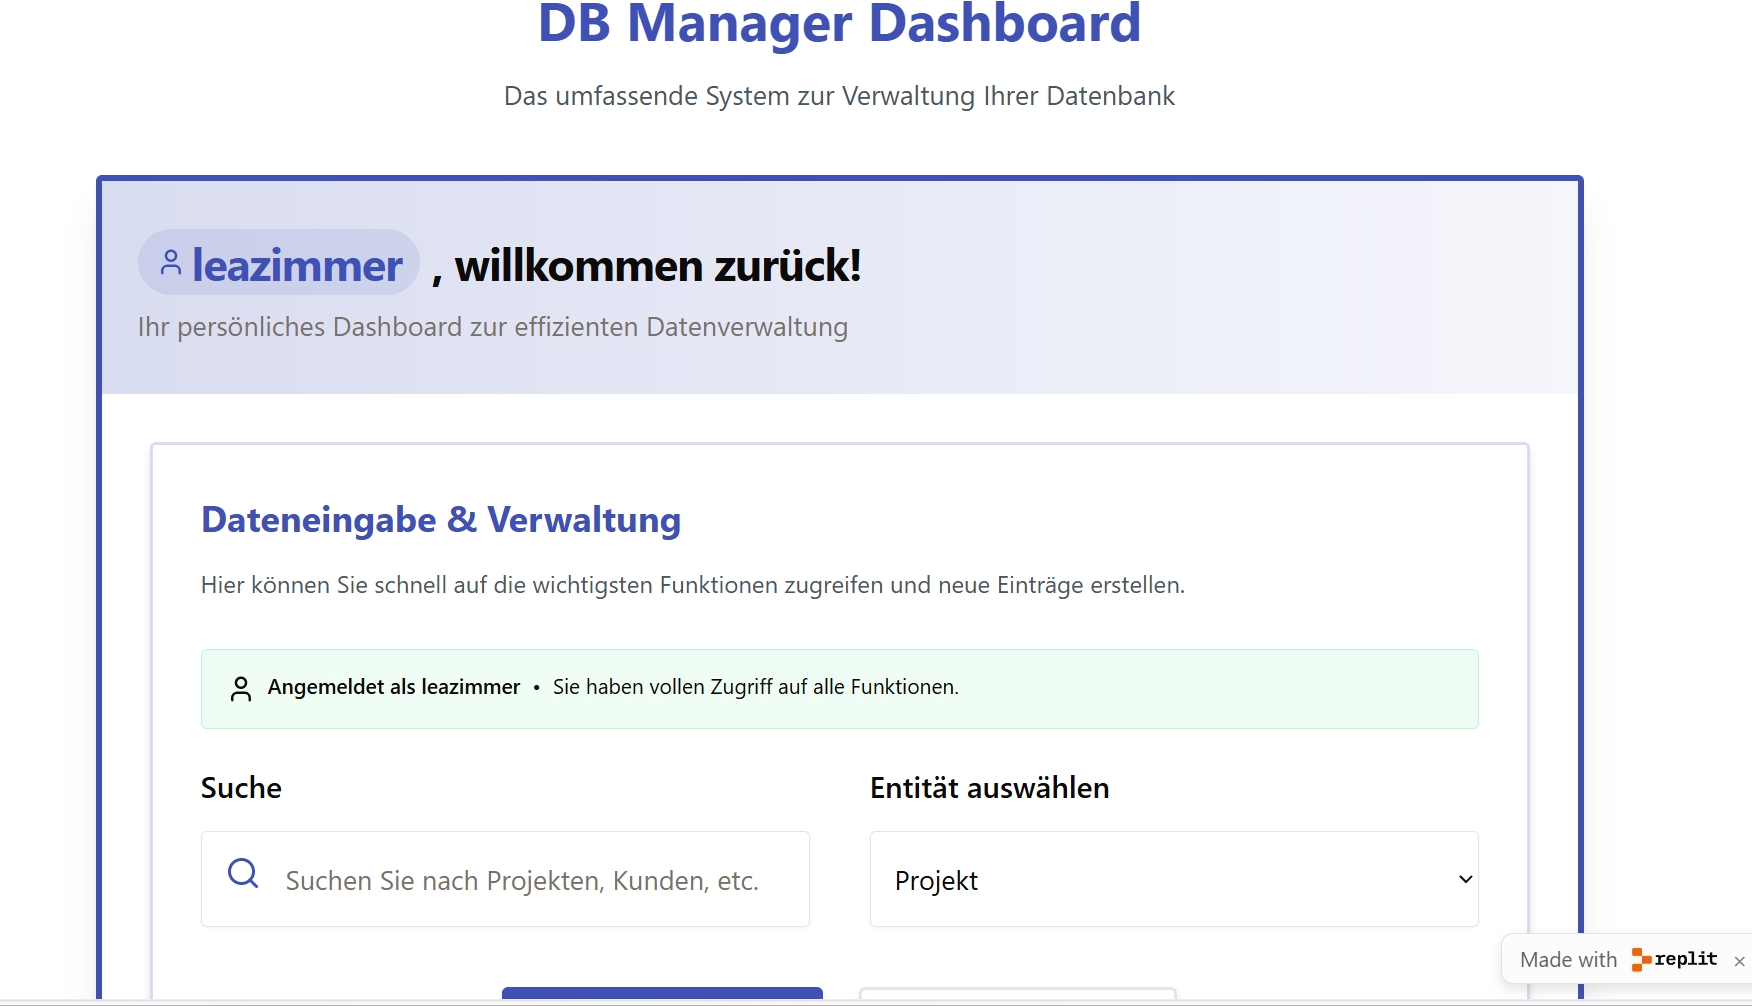 DB Manager Dashboard
Das umfassende System zur Verwaltung Ihrer Datenbank
leazimmer , willkommen zurück!
Ihr persönliches Dashboard zur effizienten Datenverwaltung
Dateneingabe & Verwaltung
Hier können Sie schnell auf die wichtigsten Funktionen zugreifen und neue Einträge erstellen.
Angemeldet als leazimmer • Sie haben vollen Zugriff auf alle Funktionen.
Suche
Entität auswählen
Suchen Sie nach Projekten, Kunden, etc.
Projekt
Made with replit ×